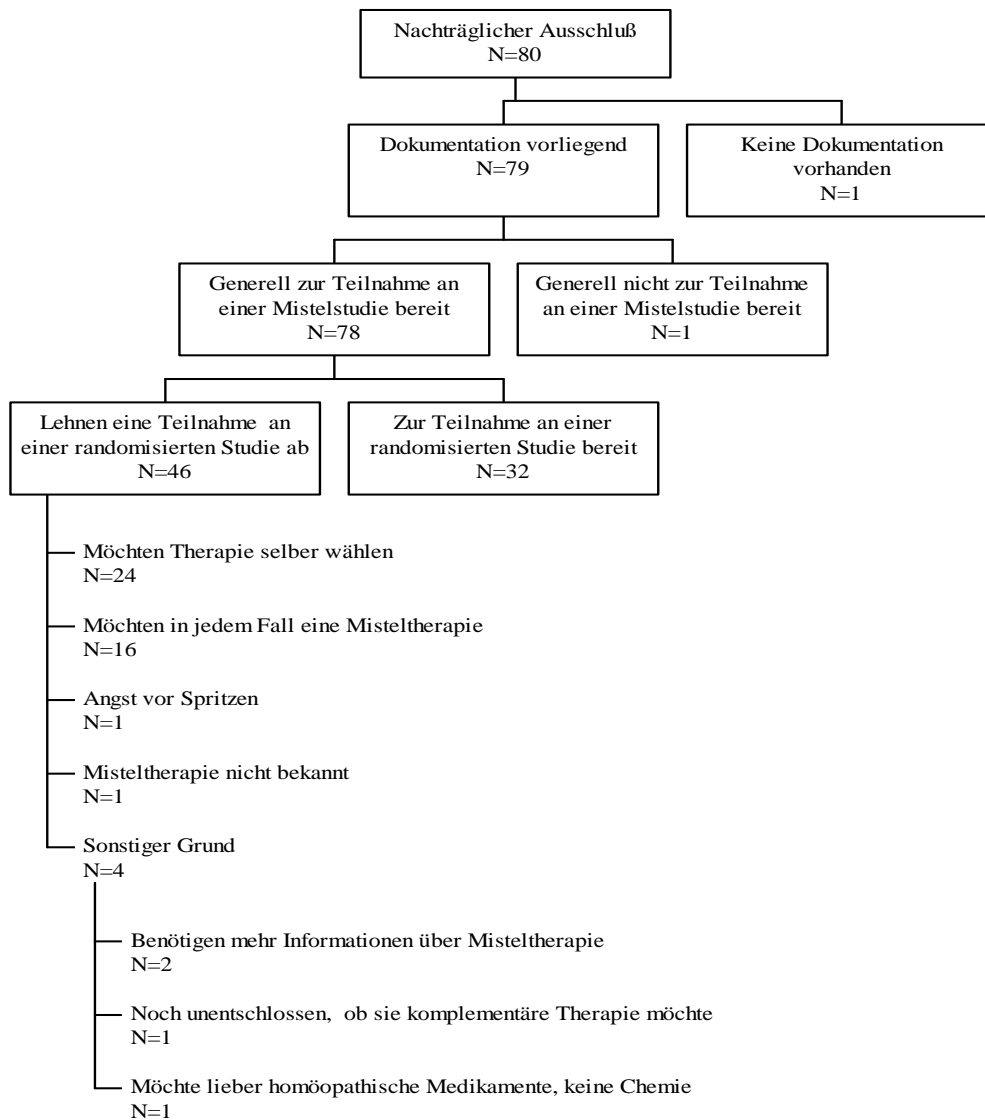 Nachträglicher Ausschluß
N=80
Dokumentation vorliegend
N=79
Keine Dokumentation
vorhanden
N=1
Generell zur Teilnahme an
einer Mistelstudie bereit
N=78
Generell nicht zur Teilnahme
an einer Mistelstudie bereit
N=1
Lehnen eine Teilnahme an
einer randomisierten Studie ab
N=46
Zur Teilnahme an einer
randomisierten Studie bereit
N=32
Möchten Therapie selber wählen
N=24
Möchten in jedem Fall eine Misteltherapie
N=16
Angst vor Spritzen
N=1
Misteltherapie nicht bekannt
N=1
Sonstiger Grund
N=4
Benötigen mehr Informationen über Misteltherapie
N=2
Noch unentschlossen, ob sie komplementäre Therapie möchte
N=1
Möchte lieber homöopathische Medikamente, keine Chemie
N=1